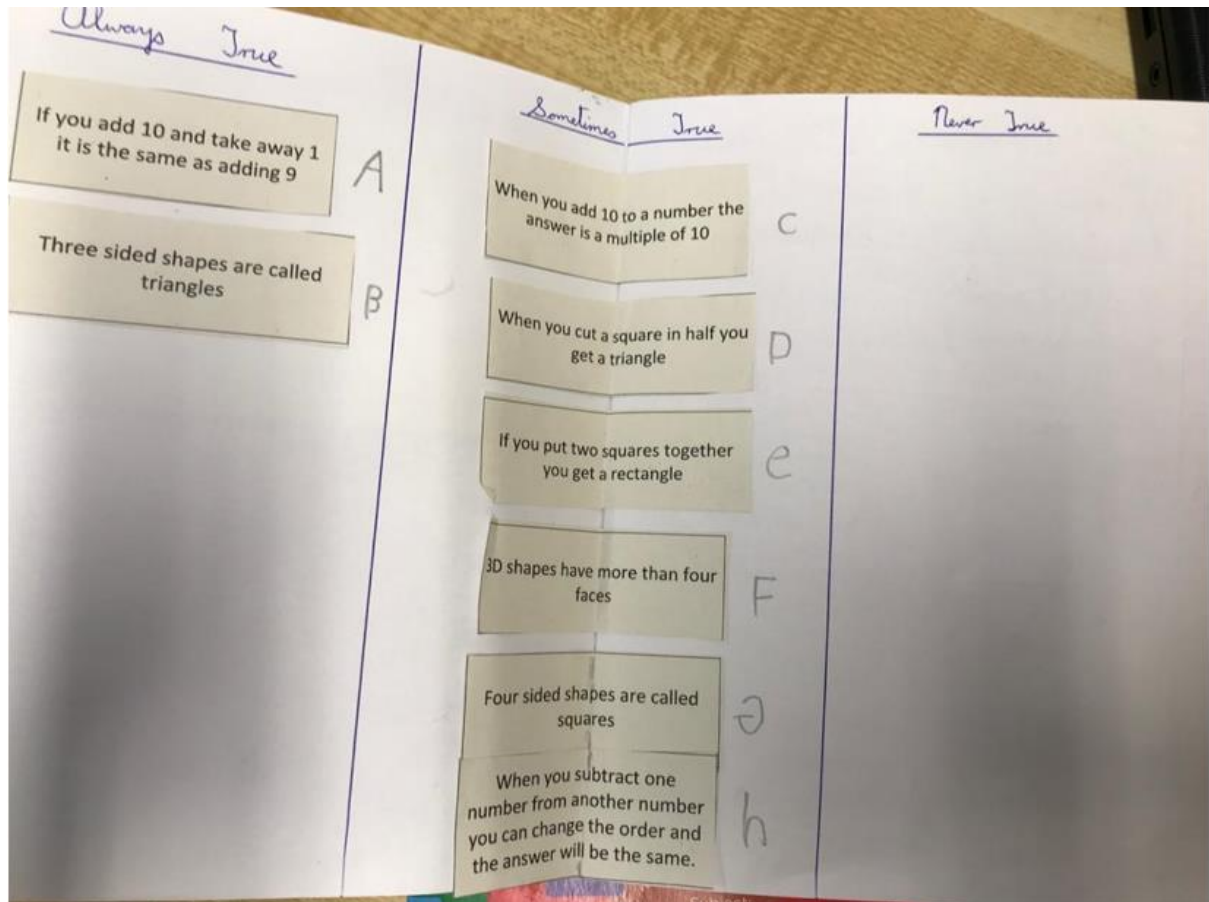 Always True
If you add 10 and take away 1
it is the same as adding 9
A
Three sided shapes are called
triangles
B
Sometimes True
When you add 10 to a number the
answer is a multiple of 10
C
When you cut a square in half you
get a triangle
D
If you put two squares together
you get a rectangle
e
3D shapes have more than four
faces
F
Four sided shapes are called
squares
G
When you subtract one
number from another number
you can change the order and
the answer will be the same.
h
Never True